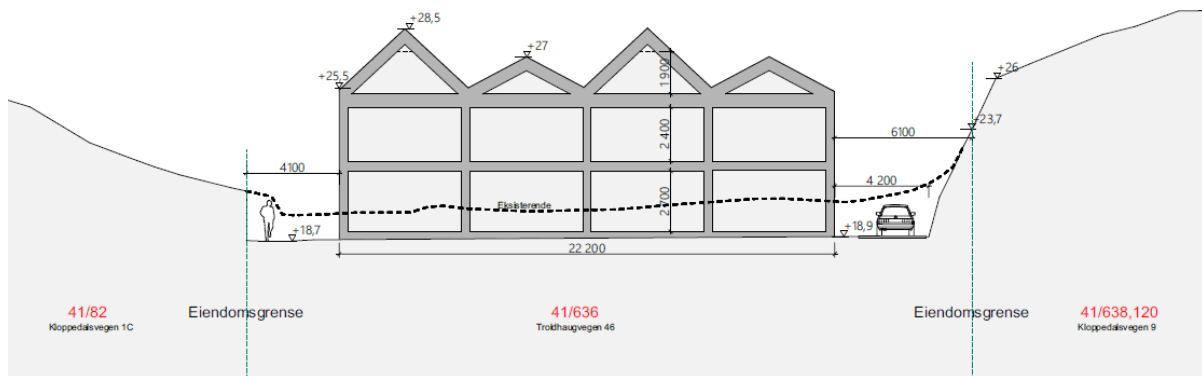 +28,5
+27
+25,5
+26
1900
+23,7
2 400
6100
4100
4 200
Eksisterende
2 700
+18,7
+18,9
22 200
41/82
Eiendomsgrense
41/636
Eiendomsgrense
41/638,120
Kloppedalsvegen 1C
Troldhaugvegen 46
Kloppedalsvegen 9